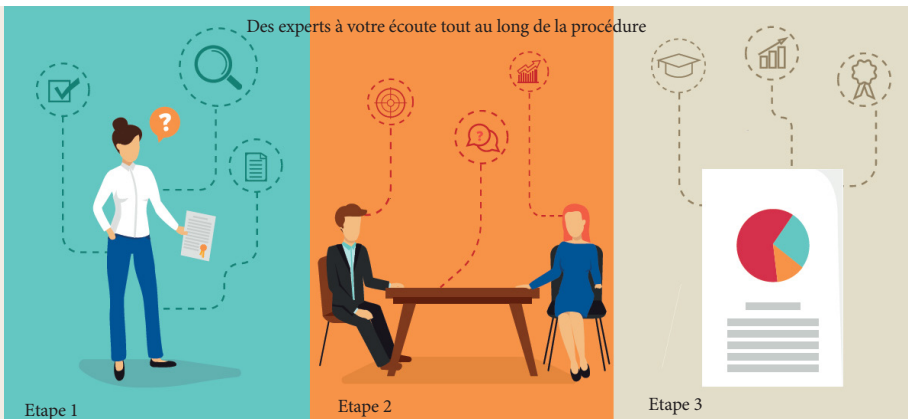 Des experts à votre écoute tout au long de la procédure
?
?
Etape 1
Etape 2
Etape 3